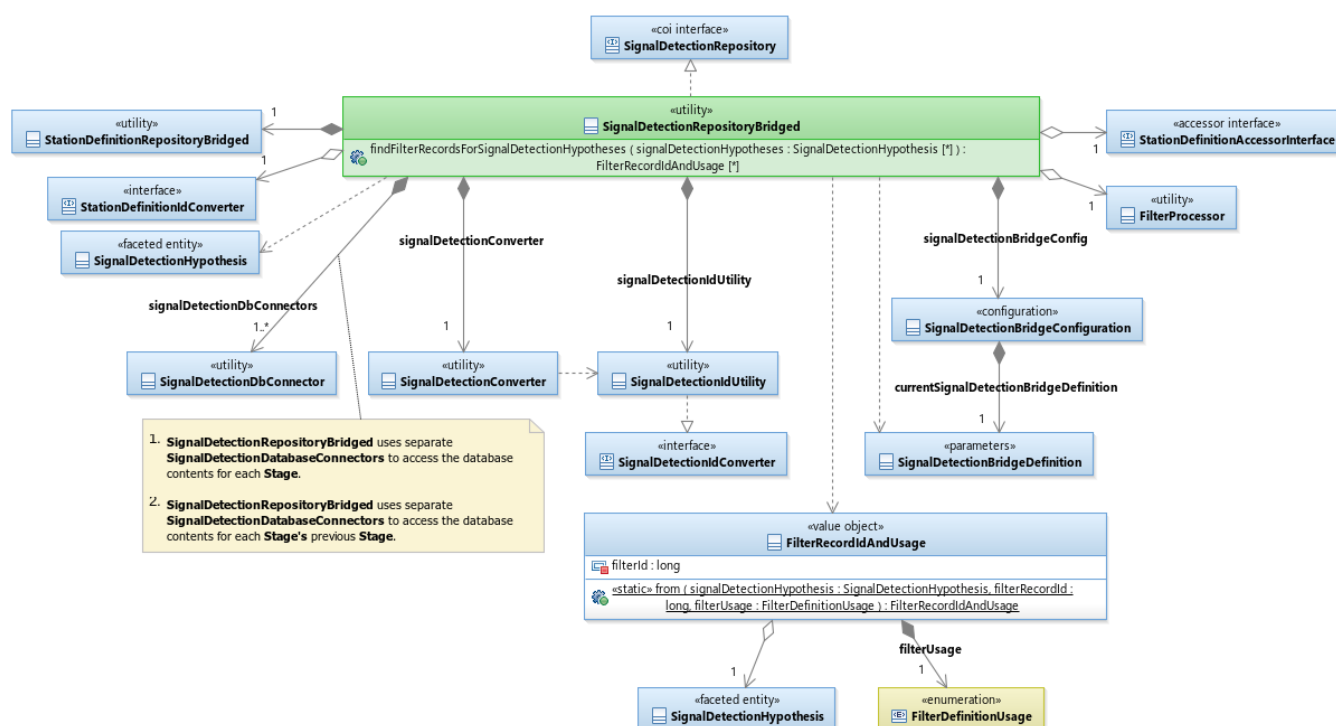 «coi interface»
SignalDetectionRepository
«utility»
SignalDetectionRepositoryBridged
findFilterRecordsForSignalDetectionHypotheses ( signalDetectionHypotheses : SignalDetectionHypothesis [*] ) :
FilterRecordIdAndUsage [*]
1
«utility»
StationDefinitionRepositoryBridged
1
«interface»
StationDefinitionIdConverter
«faceted entity»
SignalDetectionHypothesis
«accessor interface»
StationDefinitionAccessorInterface
1
«utility»
FilterProcessor
1
signalDetectionConverter
signalDetectionBridgeConfig
signalDetectionIdUtility
signalDetectionDbConnectors
1..*
1
1
1
«configuration»
SignalDetectionBridgeConfiguration
«utility»
SignalDetectionDbConnector
«utility»
SignalDetectionConverter
«utility»
SignalDetectionIdUtility
currentSignalDetectionBridgeDefinition
1
1. SignalDetectionRepositoryBridged uses separate
SignalDetectionDatabaseConnectors to access the database
contents for each Stage.
2. SignalDetectionRepositoryBridged uses separate
SignalDetectionDatabaseConnectors to access the database
contents for each Stage's previous Stage.
«interface»
SignalDetectionIdConverter
«parameters»
SignalDetectionBridgeDefinition
«value object»
FilterRecordIdAndUsage
filterId : long
«static» from ( signalDetectionHypothesis : SignalDetectionHypothesis, filterRecordId :
long, filterUsage : FilterDefinitionUsage ) : FilterRecordIdAndUsage
filterUsage
1
1
«faceted entity»
SignalDetectionHypothesis
«enumeration»
FilterDefinitionUsage